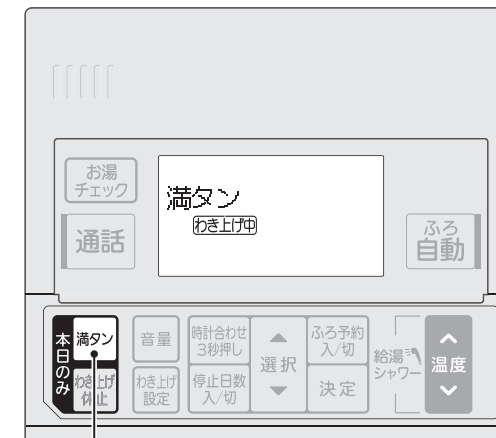 お湯
チェック
通話
満タン
わき上げ中
ふろ
自動
本日のみ
満タン
わき上げ
休止
音量
わき上げ
設定
時計合わせ
3秒押し
停止日数
入/切
選択
ふろ予約
入/切
決定
給湯
シャワー
温度